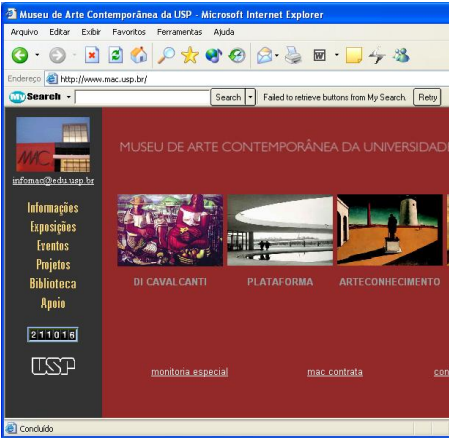 Museu de Arte Contemporânea da USP - Microsoft Internet Explorer
Arquivo Editar Exibir Favoritos Ferramentas Ajuda
Endereço http://www.mac.usp.br/
My Search Search Failed to retrieve buttons from My Search. Retry
MAC
infomac@edu.usp.br
MUSEU DE ARTE CONTEMPORÂNEA DA UNIVERSIDAD
Informações
Exposições
Eventos
Projetos
Biblioteca
Apoio
DI CAVALCANTI PLATAFORMA ARTECONHECIMENTO
211016
USP
monitoria especial mac contrata con
Concluído